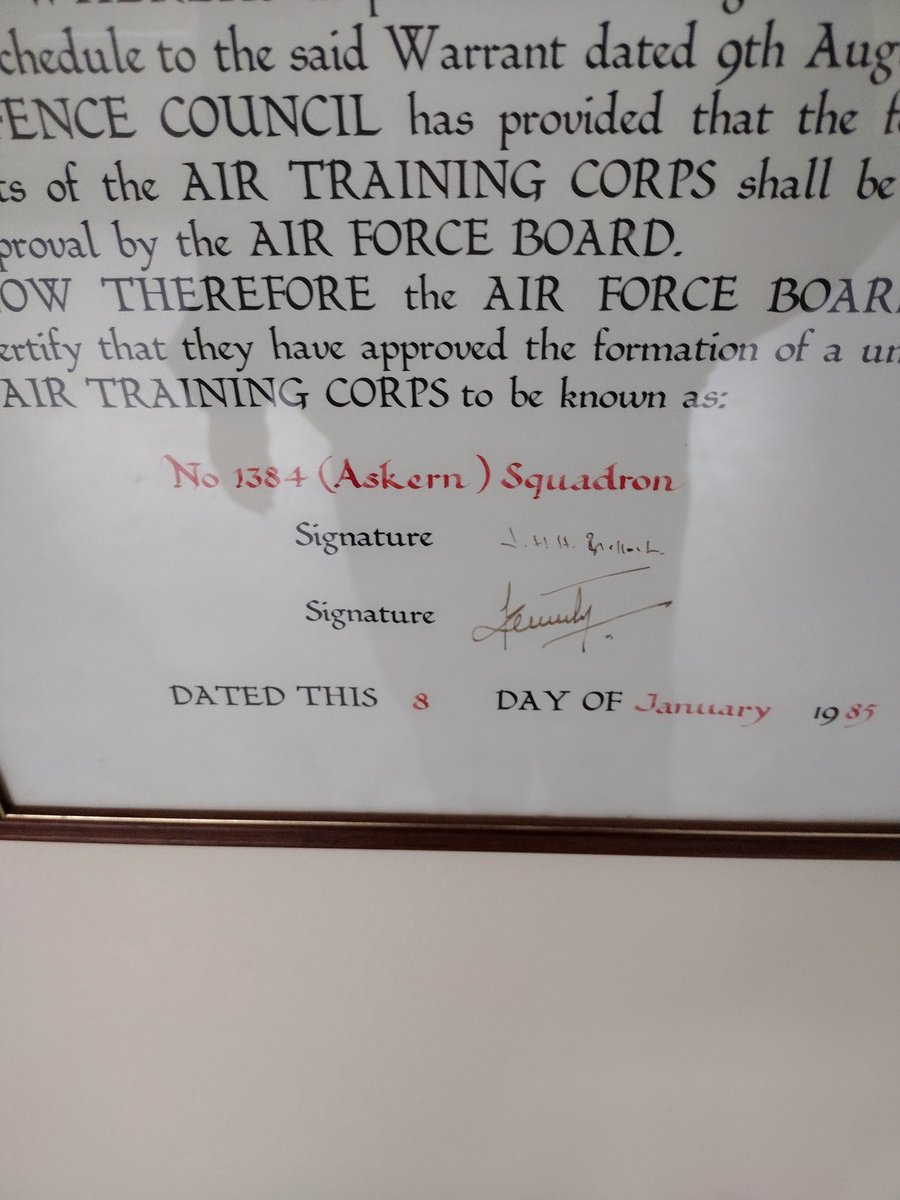 chedule to the said Warrant dated 9th Aug
FENCE COUNCIL has provided that the f
ts of the AIR TRAINING CORPS shall be
proval by the AIR FORCE BOARD.
OW THEREFORE the AIR FORCE BOAR
ertify that they have approved the formation of a un
AIR TRAINING CORPS to be known as:
No 1384 (Askern) Squadron
Signature J. H. H.
Signature
DATED THIS 8 DAY OF January 1985